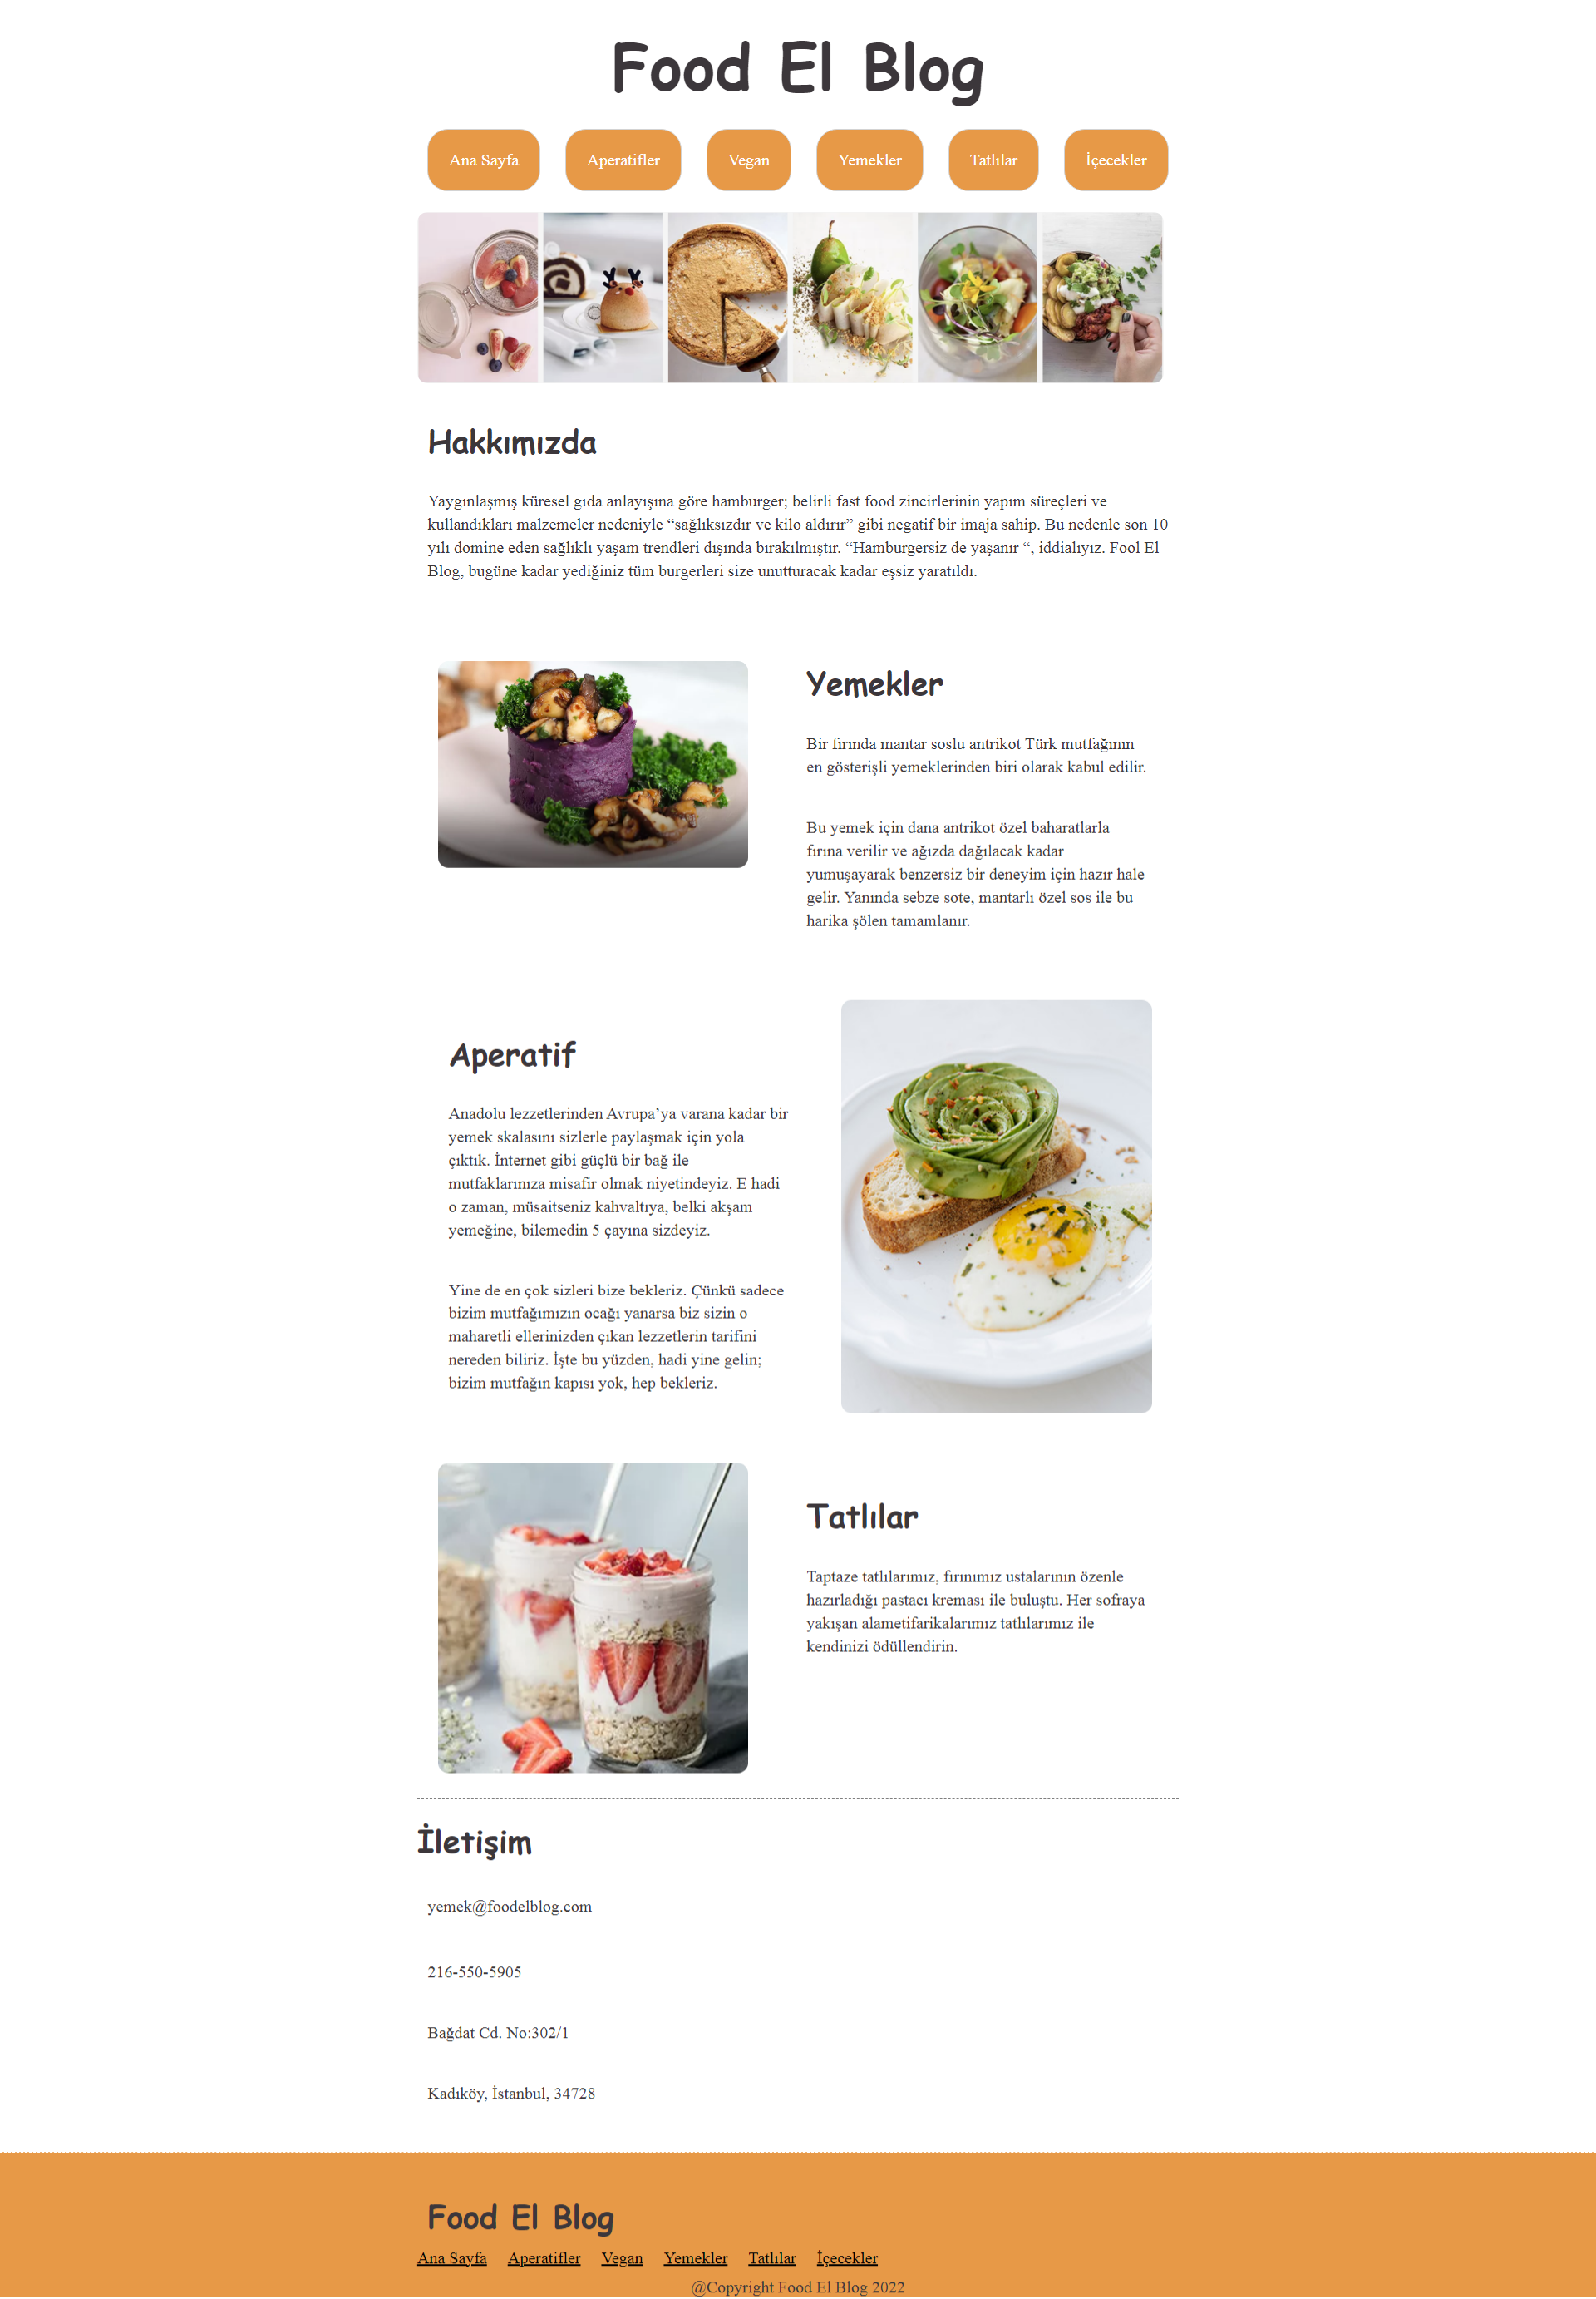 Food El Blog
Ana Sayfa Aperatifler Vegan Yemekler Tatlılar İçecekler
Hakkımızda
Yaygınlaşmış küresel gıda anlayışına göre hamburger; belirli fast food zincirlerinin yapım süreçleri ve
kullandıkları malzemeler nedeniyle “sağlıksızdır ve kilo aldırır” gibi negatif bir imaja sahip. Bu nedenle son 10
yılı domine eden sağlıklı yaşam trendleri dışında bırakılmıştır. “Hamburgersiz de yaşanır “, iddialıyız. Fool El
Blog, bugüne kadar yediğiniz tüm burgerleri size unutturacak kadar eşsiz yaratıldı.
Yemekler
Bir fırında mantar soslu antrikot Türk mutfağının
en gösterişli yemeklerinden biri olarak kabul edilir.
Bu yemek için dana antrikot özel baharatlarla
fırına verilir ve ağızda dağılacak kadar
yumuşayarak benzersiz bir deneyim için hazır hale
gelir. Yanında sebze sote, mantarlı özel sos ile bu
harika şölen tamamlanır.
Aperatif
Anadolu lezzetlerinden Avrupa’ya varana kadar bir
yemek skalasını sizlerle paylaşmak için yola
çıktık. İnternet gibi güçlü bir bağ ile
mutfaklarınıza misafir olmak niyetindeyiz. E hadi
o zaman, müsaitseniz kahvaltıya, belki akşam
yemeğine, bilemedin 5 çayına sizdeyiz.
Yine de en çok sizleri bize bekleriz. Çünkü sadece
bizim mutfağımızın ocağı yanarsa biz sizin o
maharetli ellerinizden çıkan lezzetlerin tarifini
nereden biliriz. İşte bu yüzden, hadi yine gelin;
bizim mutfağın kapısı yok, hep bekleriz.
Tatlılar
Taptaze tatlılarımız, fırınımız ustalarının özenle
hazırladığı pastacı kreması ile buluştu. Her sofraya
yakışan alametifarikalarımız tatlılarımız ile
kendinizi ödüllendirin.
İletişim
yemek@foodelblog.com
216-550-5905
Bağdat Cd. No:302/1
Kadıköy, İstanbul, 34728
Food El Blog
Ana Sayfa Aperatifler Vegan Yemekler Tatlılar İçecekler
@Copyright Food El Blog 2022